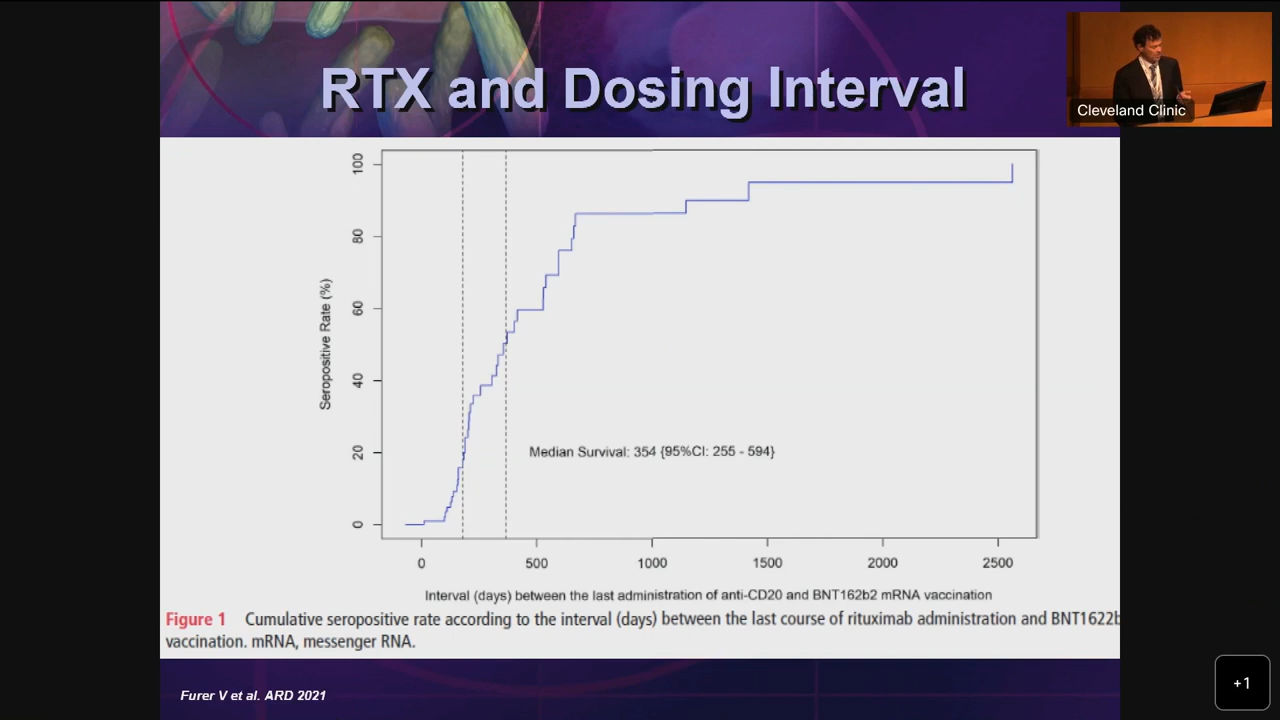 RTX and Dosing Interval
Cleveland Clinic
100
80
60
40
20
0
Seropositive Rate (%)
Median Survival: 354 {95%CI: 255 - 594}
0 500 1000 1500 2000 2500
Interval (days) between the last administration of anti-CD20 and BNT162b2 mRNA vaccination
Figure 1 Cumulative seropositive rate according to the interval (days) between the last course of rituximab administration and BNT1622b
vaccination. mRNA, messenger RNA.
Furer V et al. ARD 2021
+1